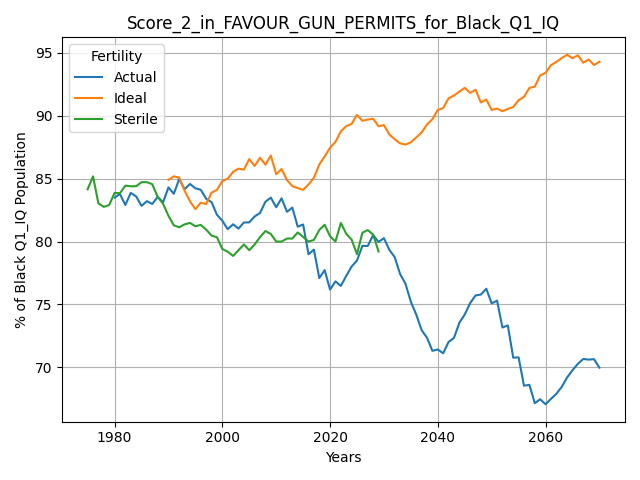 Score_2_in_FAVOUR_GUN_PERMITS_for_Black_Q1_IQ
Fertility
Actual
Ideal
Sterile
% of Black Q1_IQ Population
95
90
85
80
75
70
1980
2000
2020
2040
2060
Years